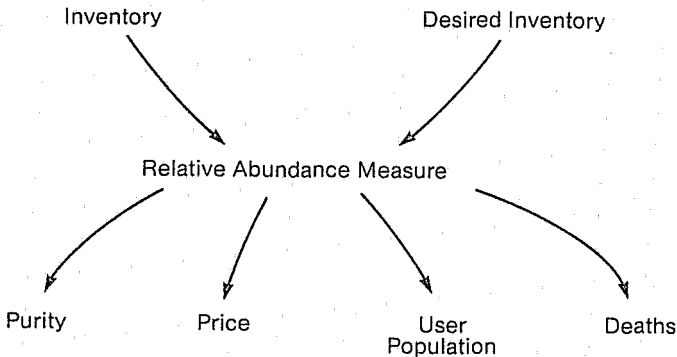 Inventory
Desired Inventory
Relative Abundance Measure
Purity
Price
User
Population
Deaths